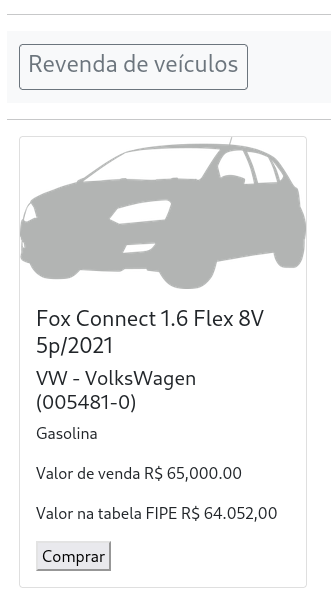 Revenda de veículos
Fox Connect 1.6 Flex 8V
5p/2021
VW - VolksWagen
(005481-0)
Gasolina
Valor de venda R$ 65,000.00
Valor na tabela FIPE R$ 64.052,00
Comprar